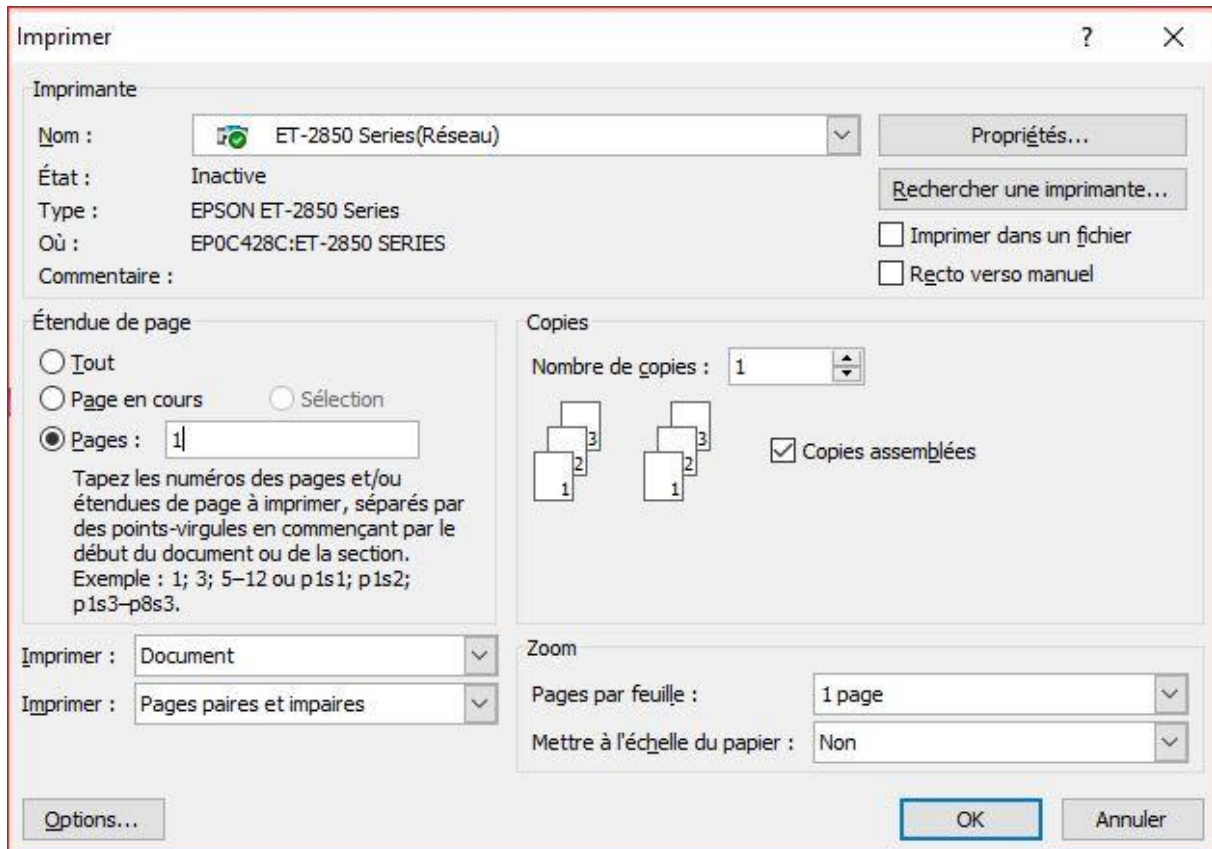 Imprimer
?
Imprimante
Nom :
ET-2850 Series(Réseau)
Propriétés...
État :
Inactive
Rechercher une imprimante...
Type :
EPSON ET-2850 Series
Où :
EP0C428C:ET-2850 SERIES
Imprimer dans un fichier
Commentaire :
Recto verso manuel
Étendue de page
Tout
Page en cours
Sélection
Pages :
1
Tapez les numéros des pages et/ou
étendues de page à imprimer, séparés par
des points-virgules en commençant par le
début du document ou de la section.
Exemple : 1; 3; 5–12 ou p1s1; p1s2;
p1s3–p8s3.
Copies
Nombre de copies :
1
3
2
1
3
2
1
Copies assemblées
Imprimer :
Document
Imprimer :
Pages paires et impaires
Zoom
Pages par feuille :
1 page
Mettre à l'échelle du papier :
Non
Options...
OK
Annuler